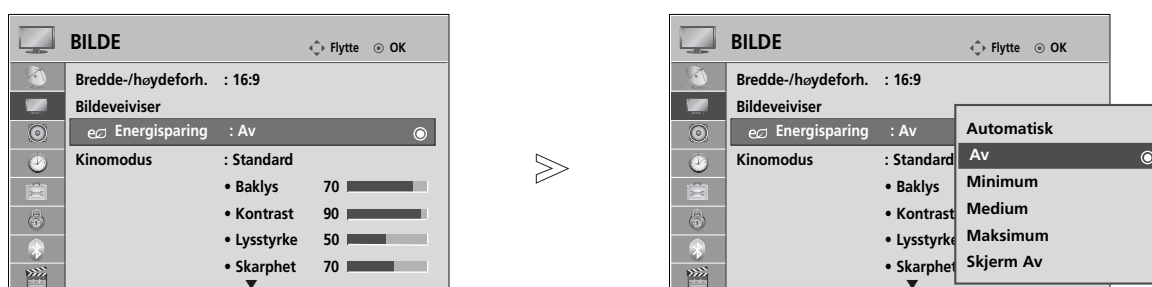 BILDE
Flytte OK
Bredde-/høydeforh. : 16:9
Bildeveiviser
Energisparing : Av
Kinomodus : Standard
• Baklys 70
• Kontrast 90
• Lysstyrke 50
• Skarphet 70
BILDE
Flytte OK
Bredde-/høydeforh. : 16:9
Bildeveiviser
Energisparing : Av
Kinomodus : Standard
• Baklys
• Kontrast
• Lysstyrke
• Skarphet
Automatisk
Av
Minimum
Medium
Maksimum
Skjerm Av